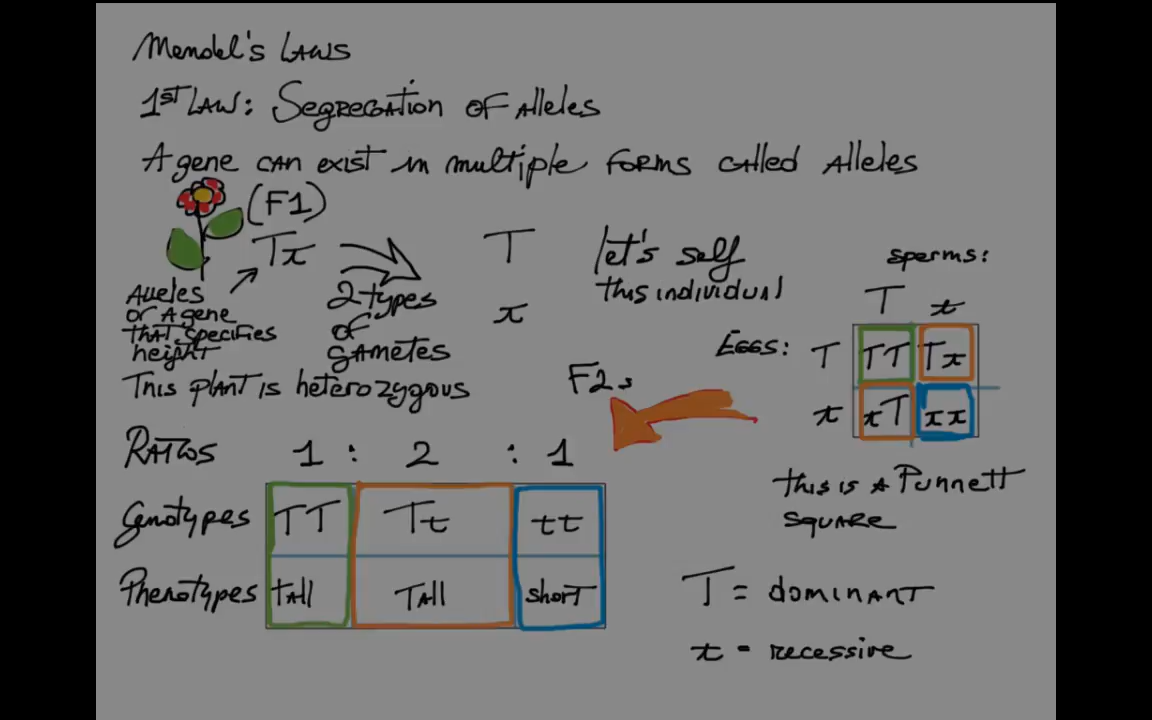 Mendel's Laws
1st Law: Segregation of Alleles
A gene can exist in multiple forms called Alleles
(F1)
Tt
T
t
Alleles
of a gene
that specifies
height
2 types
of
gametes
let's self
this individual
This plant is heterozygous
sperms:
T t
Eggs: T TT Tt
t tT tt
F2s
This is a Punnett
square
Ratios 1 : 2 : 1
Genotypes TT Tt tt
Phenotypes tall Tall short
T = dominant
t = recessive